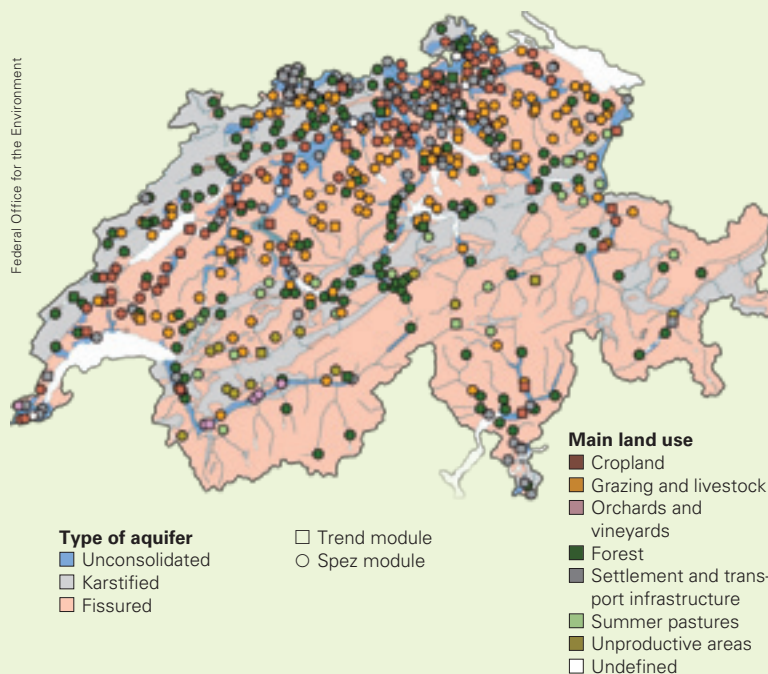 Federal Office for the Environment
Type of aquifer
Unconsolidated
Karstified
Fissured
Trend module
Spez module
Main land use
Cropland
Grazing and livestock
Orchards and
vineyards
Forest
Settlement and trans-
port infrastructure
Summer pastures
Unproductive areas
Undefined